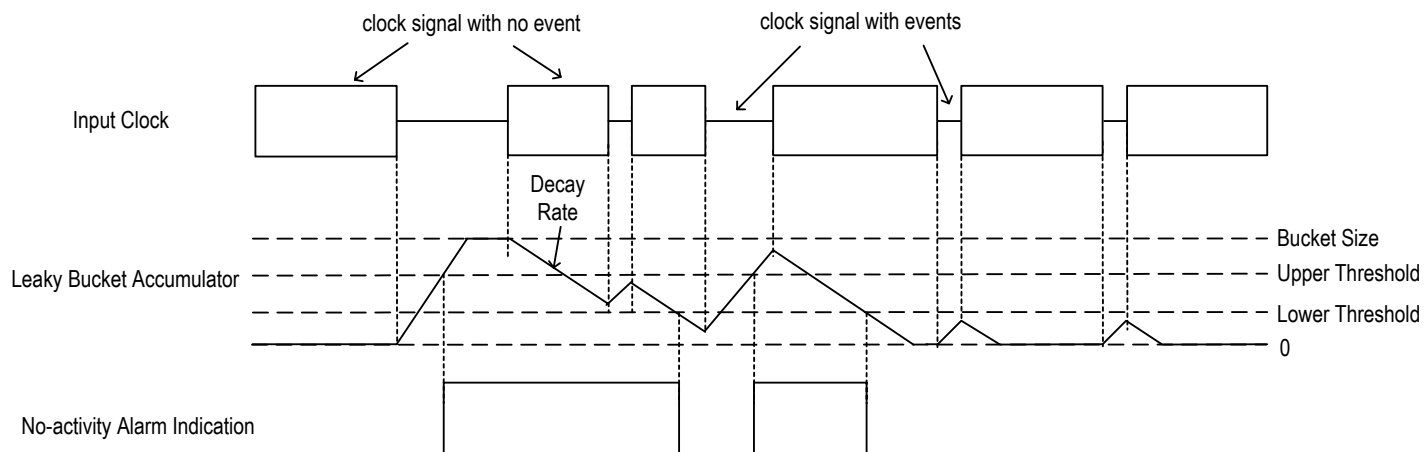 clock signal with no event
clock signal with events
Input Clock
Decay
Rate
Bucket Size
Leaky Bucket Accumulator
Upper Threshold
Lower Threshold
0
No-activity Alarm Indication